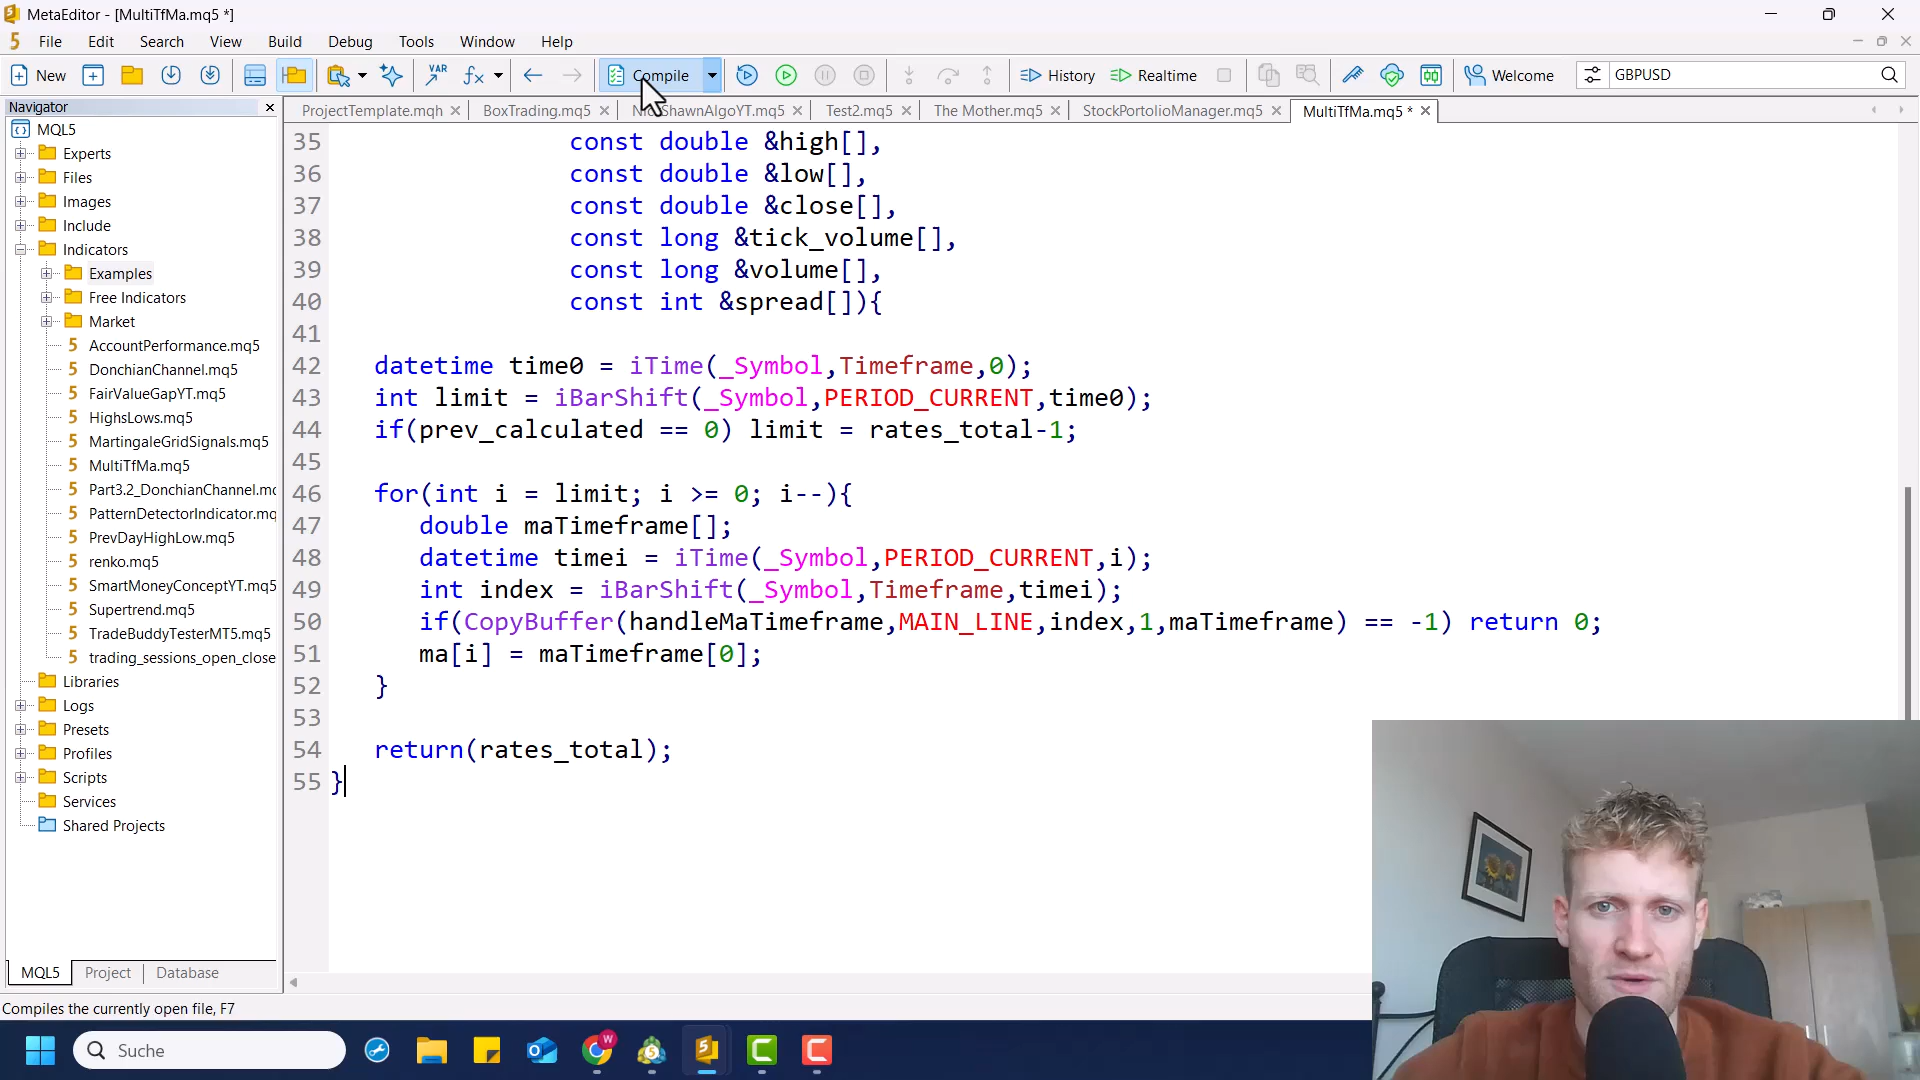 MetaEditor - [MultiTfMa.mq5 *]
File Edit Search View Build Debug Tools Window Help
New Compile History Realtime Welcome GBPUSD
Navigator
ProjectTemplate.mqh BoxTrading.mq5 ShawnAlgoYT.mq5 Test2.mq5 The Mother.mq5 StockPortolioManager.mq5 MultiTfMa.mq5 *
MQL5
Experts
Files
Images
Include
Indicators
Examples
Free Indicators
Market
AccountPerformance.mq5
DonchianChannel.mq5
FairValueGapYT.mq5
HighsLows.mq5
MartingaleGridSignals.mq5
MultiTfMa.mq5
Part3.2_DonchianChannel.mq
PatternDetectorIndicator.mq
PrevDayHighLow.mq5
renko.mq5
SmartMoneyConceptYT.mq5
Supertrend.mq5
TradeBuddyTesterMT5.mq5
trading_sessions_open_close
Libraries
Logs
Presets
Profiles
Scripts
Services
Shared Projects
35 const double &high[],
36 const double &low[],
37 const double &close[],
38 const long &tick_volume[],
39 const long &volume[],
40 const int &spread[]){
41
42 datetime time0 = iTime(_Symbol,Timeframe,0);
43 int limit = iBarShift(_Symbol,PERIOD_CURRENT,time0);
44 if(prev_calculated == 0) limit = rates_total-1;
45
46 for(int i = limit; i >= 0; i--){
47 double maTimeframe[];
48 datetime timei = iTime(_Symbol,PERIOD_CURRENT,i);
49 int index = iBarShift(_Symbol,Timeframe,timei);
50 if(CopyBuffer(handleMaTimeframe,MAIN_LINE,index,1,maTimeframe) == -1) return 0;
51 ma[i] = maTimeframe[0];
52 }
53
54 return(rates_total);
55 }
MQL5 Project Database
Compiles the currently open file, F7
Suche